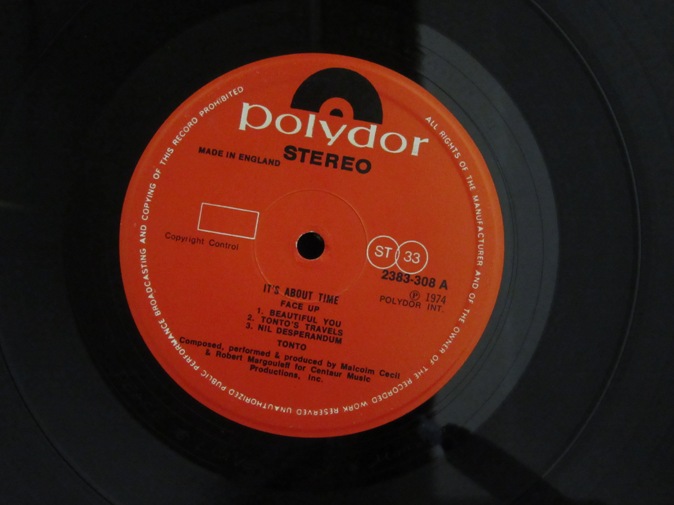 polydor
STEREO
MADE IN ENGLAND
Copyright Control
ST 33
2383-308 A
Ⓟ 1974
POLYDOR INT.
IT'S ABOUT TIME
FACE UP
1. BEAUTIFUL YOU
2. TONTO'S TRAVELS
3. NIL DESPERANDUM
TONTO
Composed, performed & produced by Malcolm Cecil
& Robert Margouleff for Centaur Music
Productions, Inc.
ALL RIGHTS OF THE MANUFACTURER AND OF THE OWNER OF THE RECORDED WORK RESERVED UNAUTHORIZED PUBLIC PERFORMANCE BROADCASTING AND COPYING OF THIS RECORD PROHIBITED